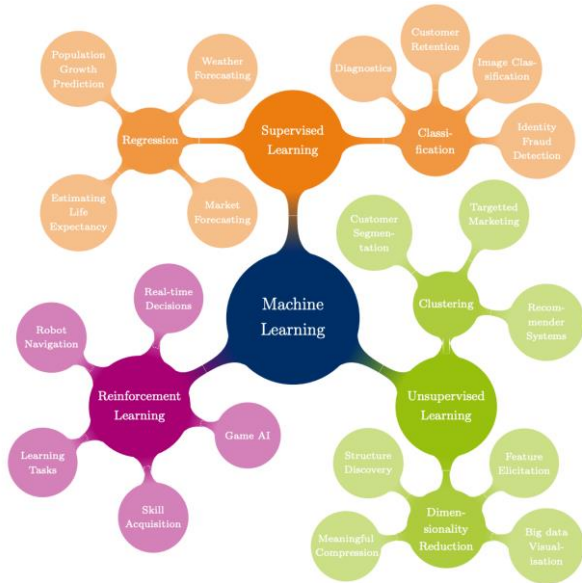 Population
Growth
Prediction
Weather
Forecasting
Regression
Estimating
Life
Expectancy
Market
Forecasting
Supervised
Learning
Diagnostics
Customer
Retention
Image Clas-
sification
Identity
Fraud
Detection
Classi-
fication
Machine
Learning
Customer
Segmen-
tation
Targetted
Marketing
Clustering
Recom-
mender
Systems
Unsupervised
Learning
Structure
Discovery
Feature
Elicitation
Dimen-
sionality
Reduction
Meaningful
Compression
Big data
Visual-
isation
Real-time
Decisions
Robot
Navigation
Reinforcement
Learning
Game AI
Learning
Tasks
Skill
Acquisition